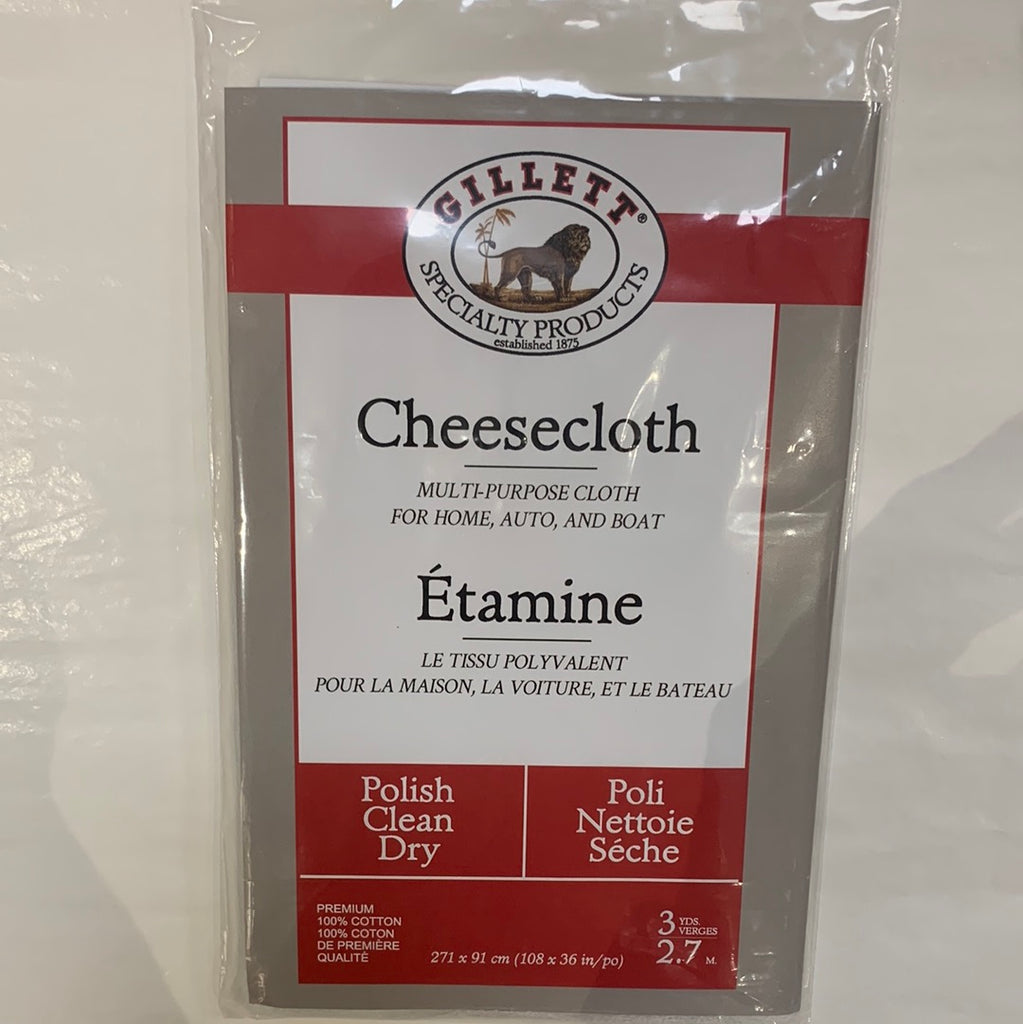 GILLETT®
SPECIALTY PRODUCTS
established 1875
Cheesecloth
MULTI-PURPOSE CLOTH
FOR HOME, AUTO, AND BOAT
Étamine
LE TISSU POLYVALENT
POUR LA MAISON, LA VOITURE, ET LE BATEAU
Polish
Clean
Dry
Poli
Nettoie
Séche
PREMIUM
100% COTTON
100% COTON
DE PREMIÈRE
QUALITÉ
271 x 91 cm (108 x 36 in/po)
3 YDS. VERGES
2.7 M.